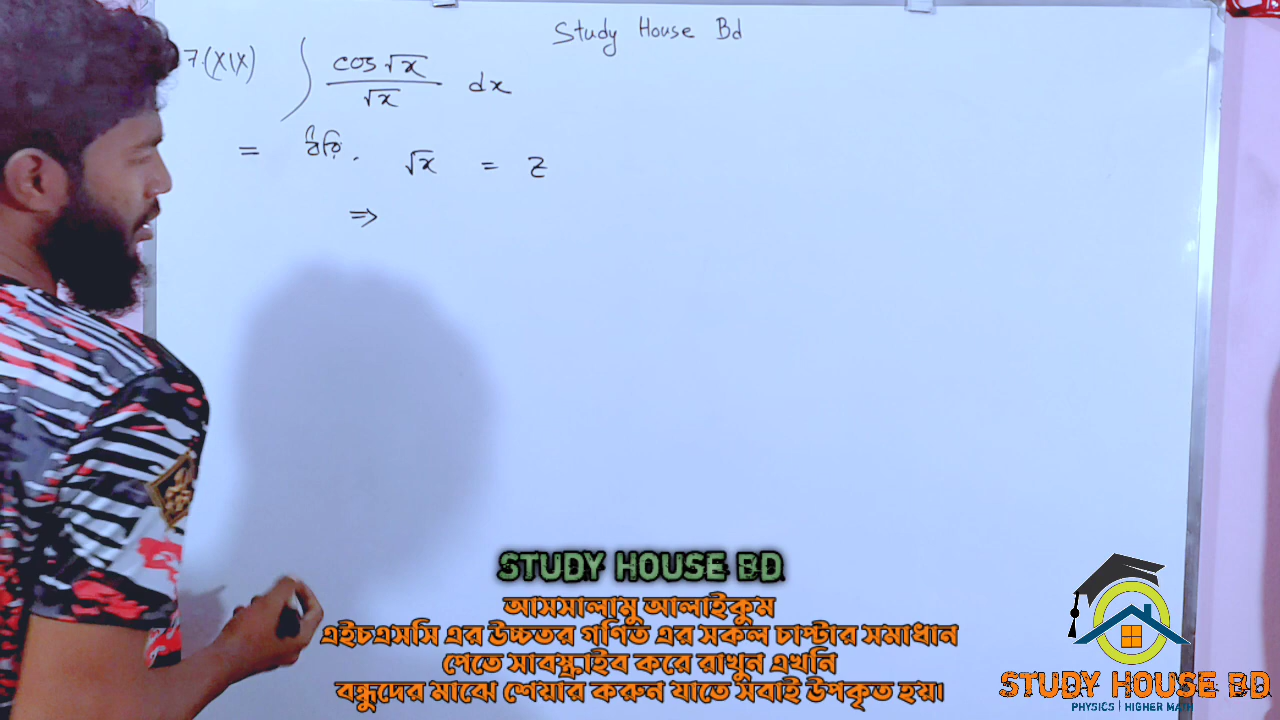 Study House Bd
7(XIX) ∫ cos √x / √x dx
= ধরি, √x = z
⇒
STUDY HOUSE BD
আসসালামু আলাইকুম
এইচএসসি এর উচ্চতর গণিত এর সকল চাপ্টার সমাধান
পেতে সাবস্ক্রাইব করে রাখুন এখনি
বন্ধুদের মাঝে শেয়ার করুন যাতে সবাই উপকৃত হয়।
STUDY HOUSE BD
PHYSICS | HIGHER MATH